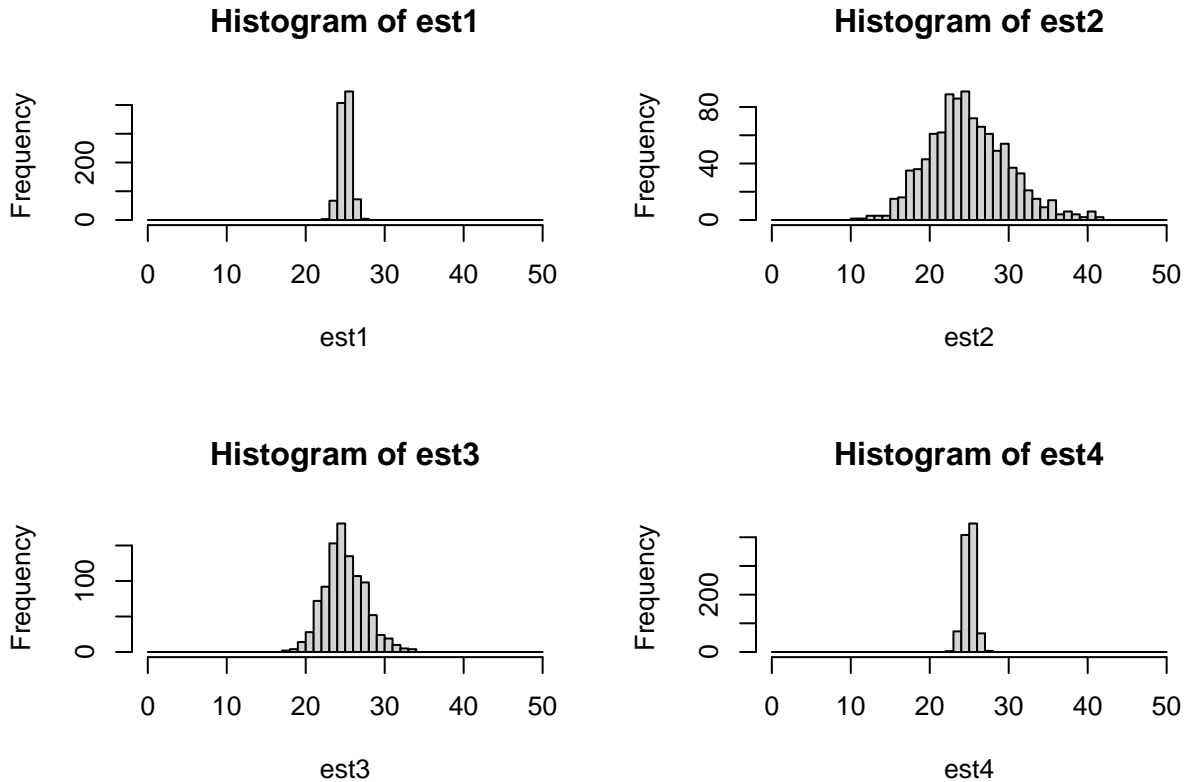 Histogram of est1
Frequency
0 200
0 10 20 30 40 50
est1
Histogram of est2
Frequency
0 40 80
0 10 20 30 40 50
est2
Histogram of est3
Frequency
0 100
0 10 20 30 40 50
est3
Histogram of est4
Frequency
0 200
0 10 20 30 40 50
est4